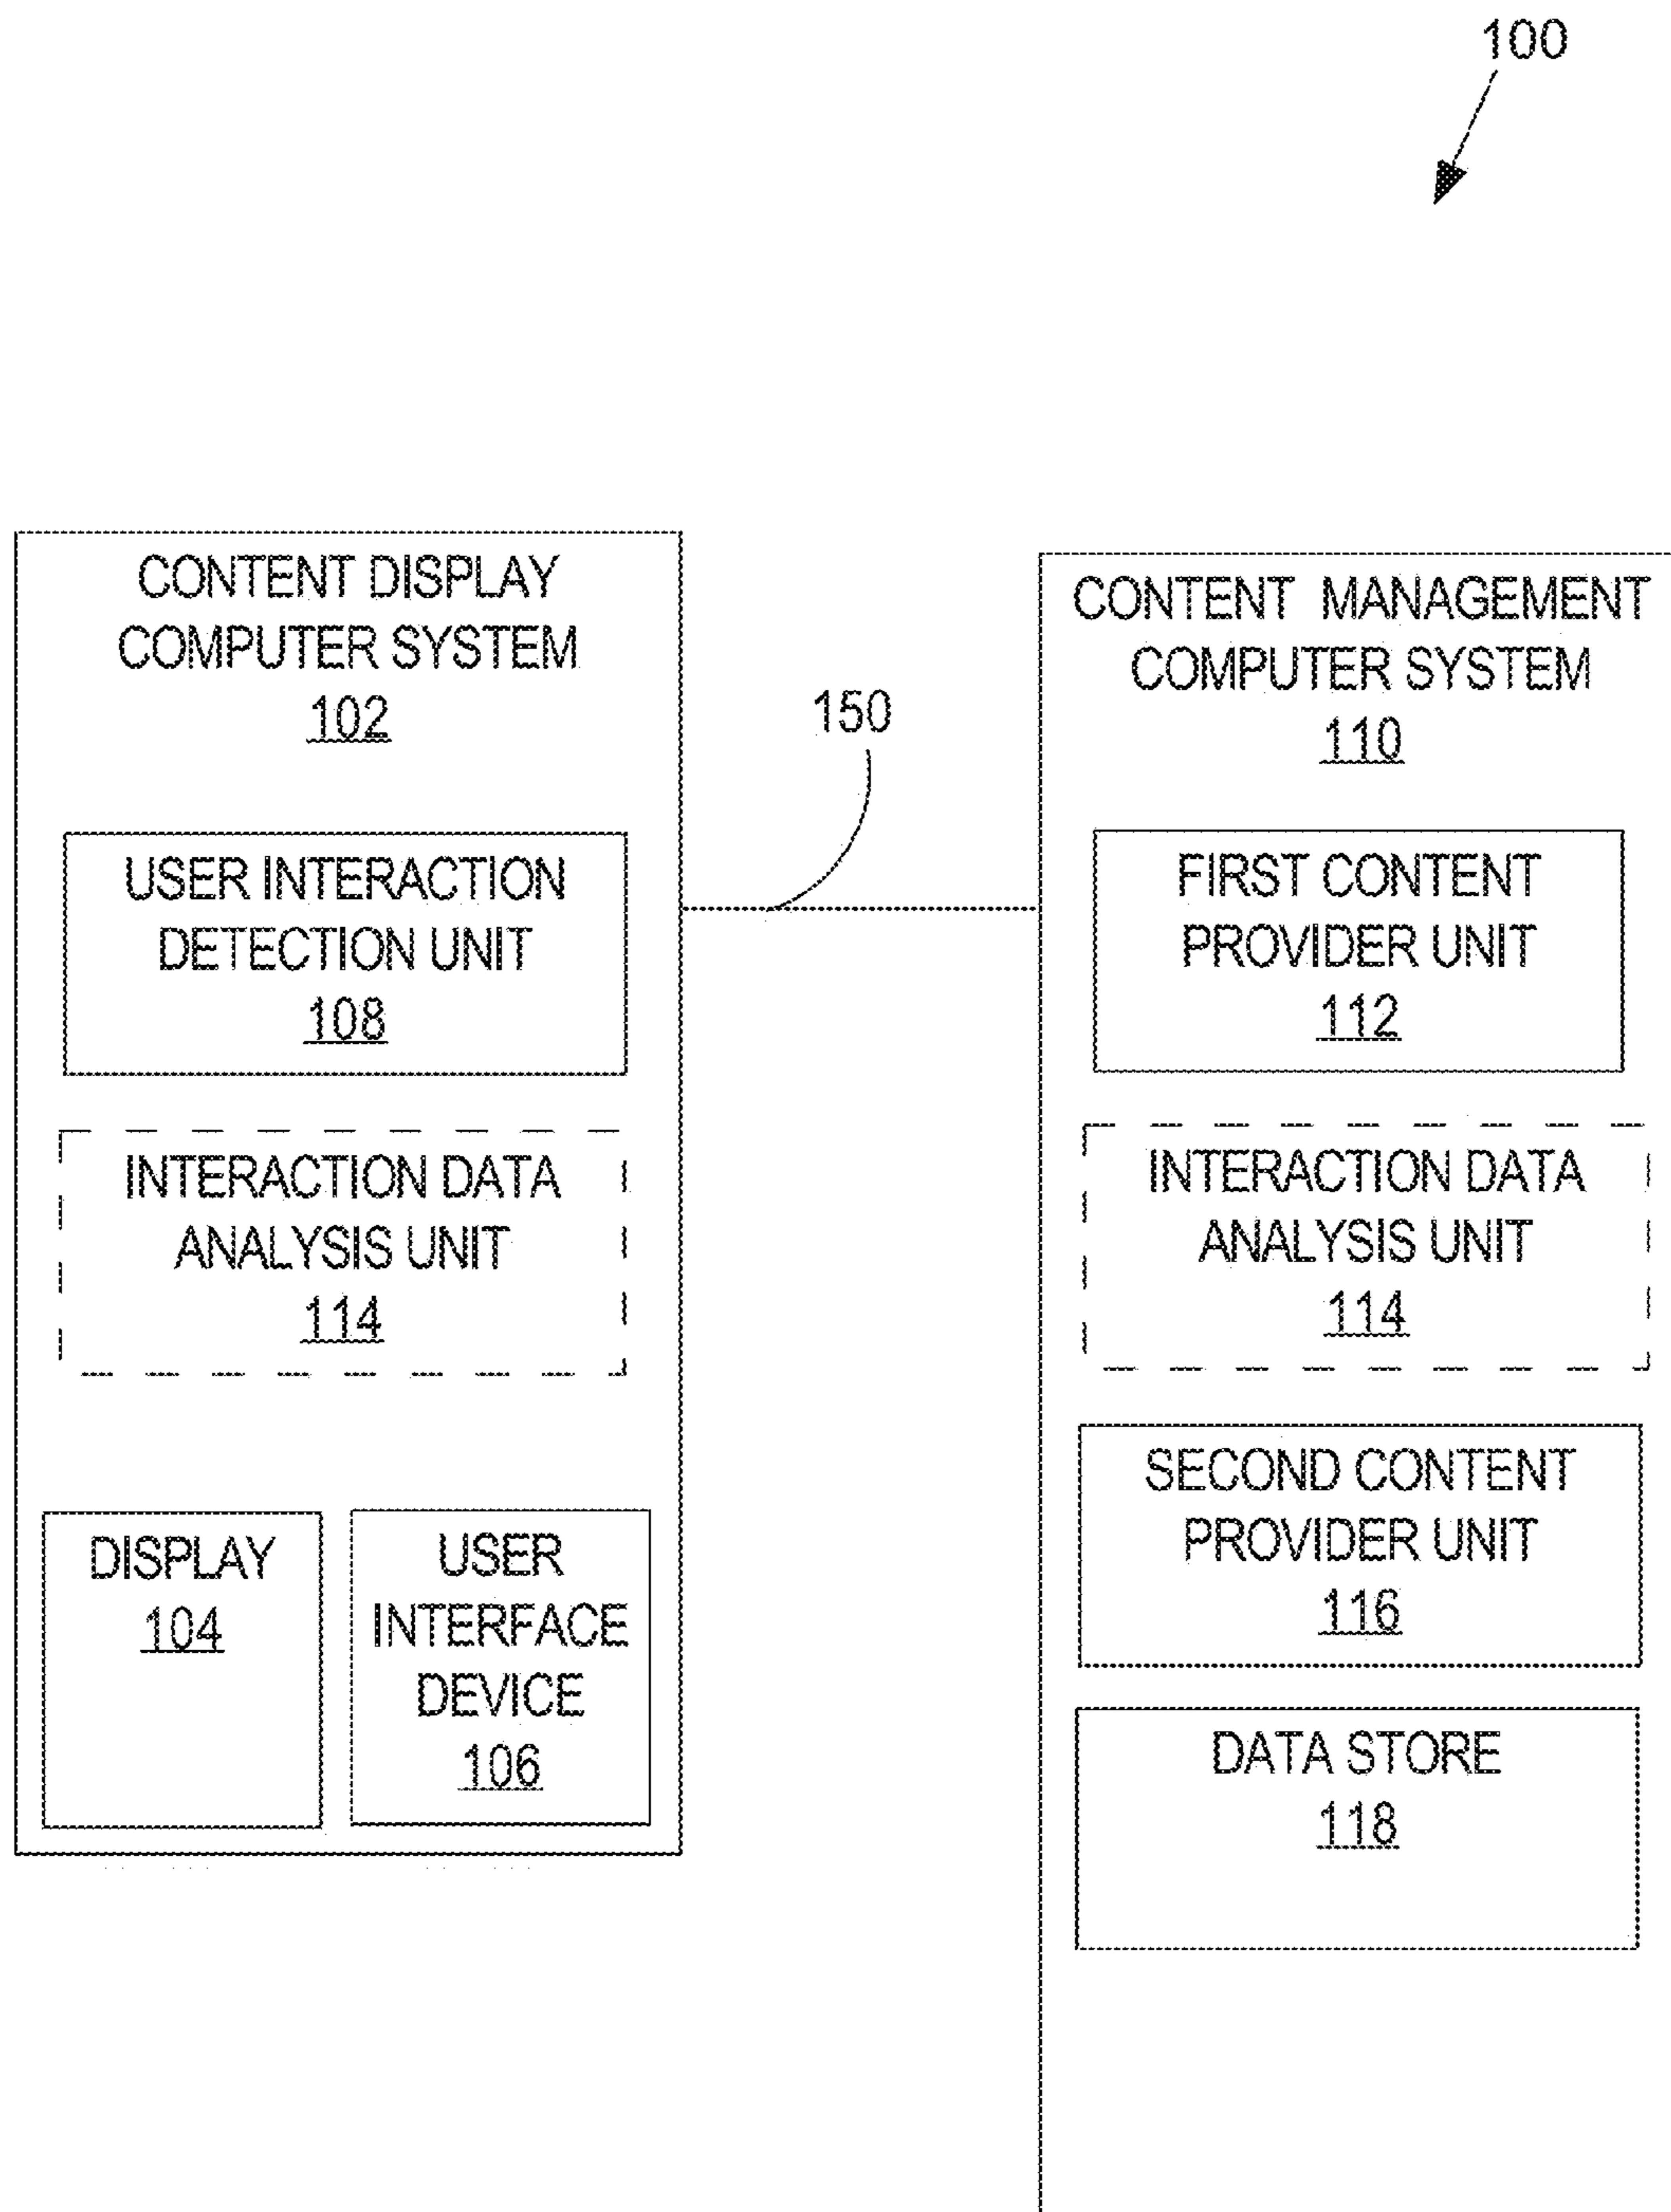 100
CONTENT DISPLAY
COMPUTER SYSTEM
102
USER INTERACTION
DETECTION UNIT
108
INTERACTION DATA
ANALYSIS UNIT
114
DISPLAY
104
USER
INTERFACE
DEVICE
106
150
CONTENT MANAGEMENT
COMPUTER SYSTEM
110
FIRST CONTENT
PROVIDER UNIT
112
INTERACTION DATA
ANALYSIS UNIT
114
SECOND CONTENT
PROVIDER UNIT
116
DATA STORE
118